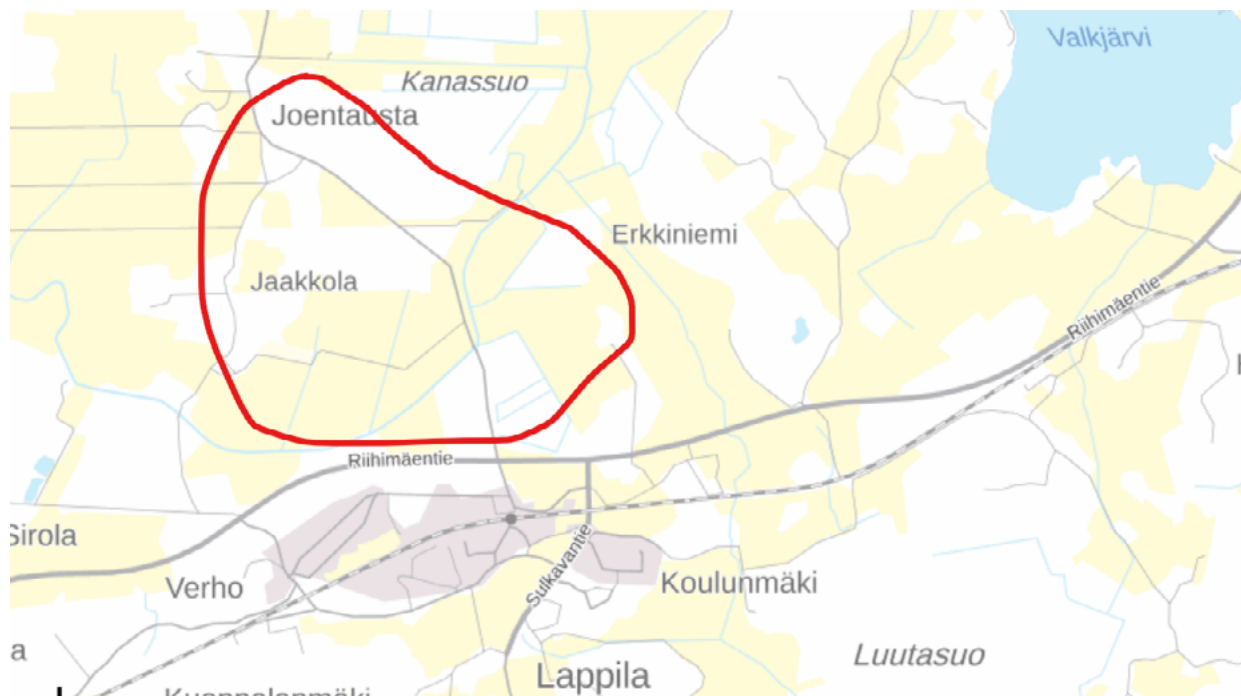 Valkjärvi
Kanassuo
Joentausta
Erkkiniemi
Jaakkola
Riihimäentie
Riihimäentie
Sirola
Verho
Sulkavantie
Koulunmäki
Luutasuo
Lappila